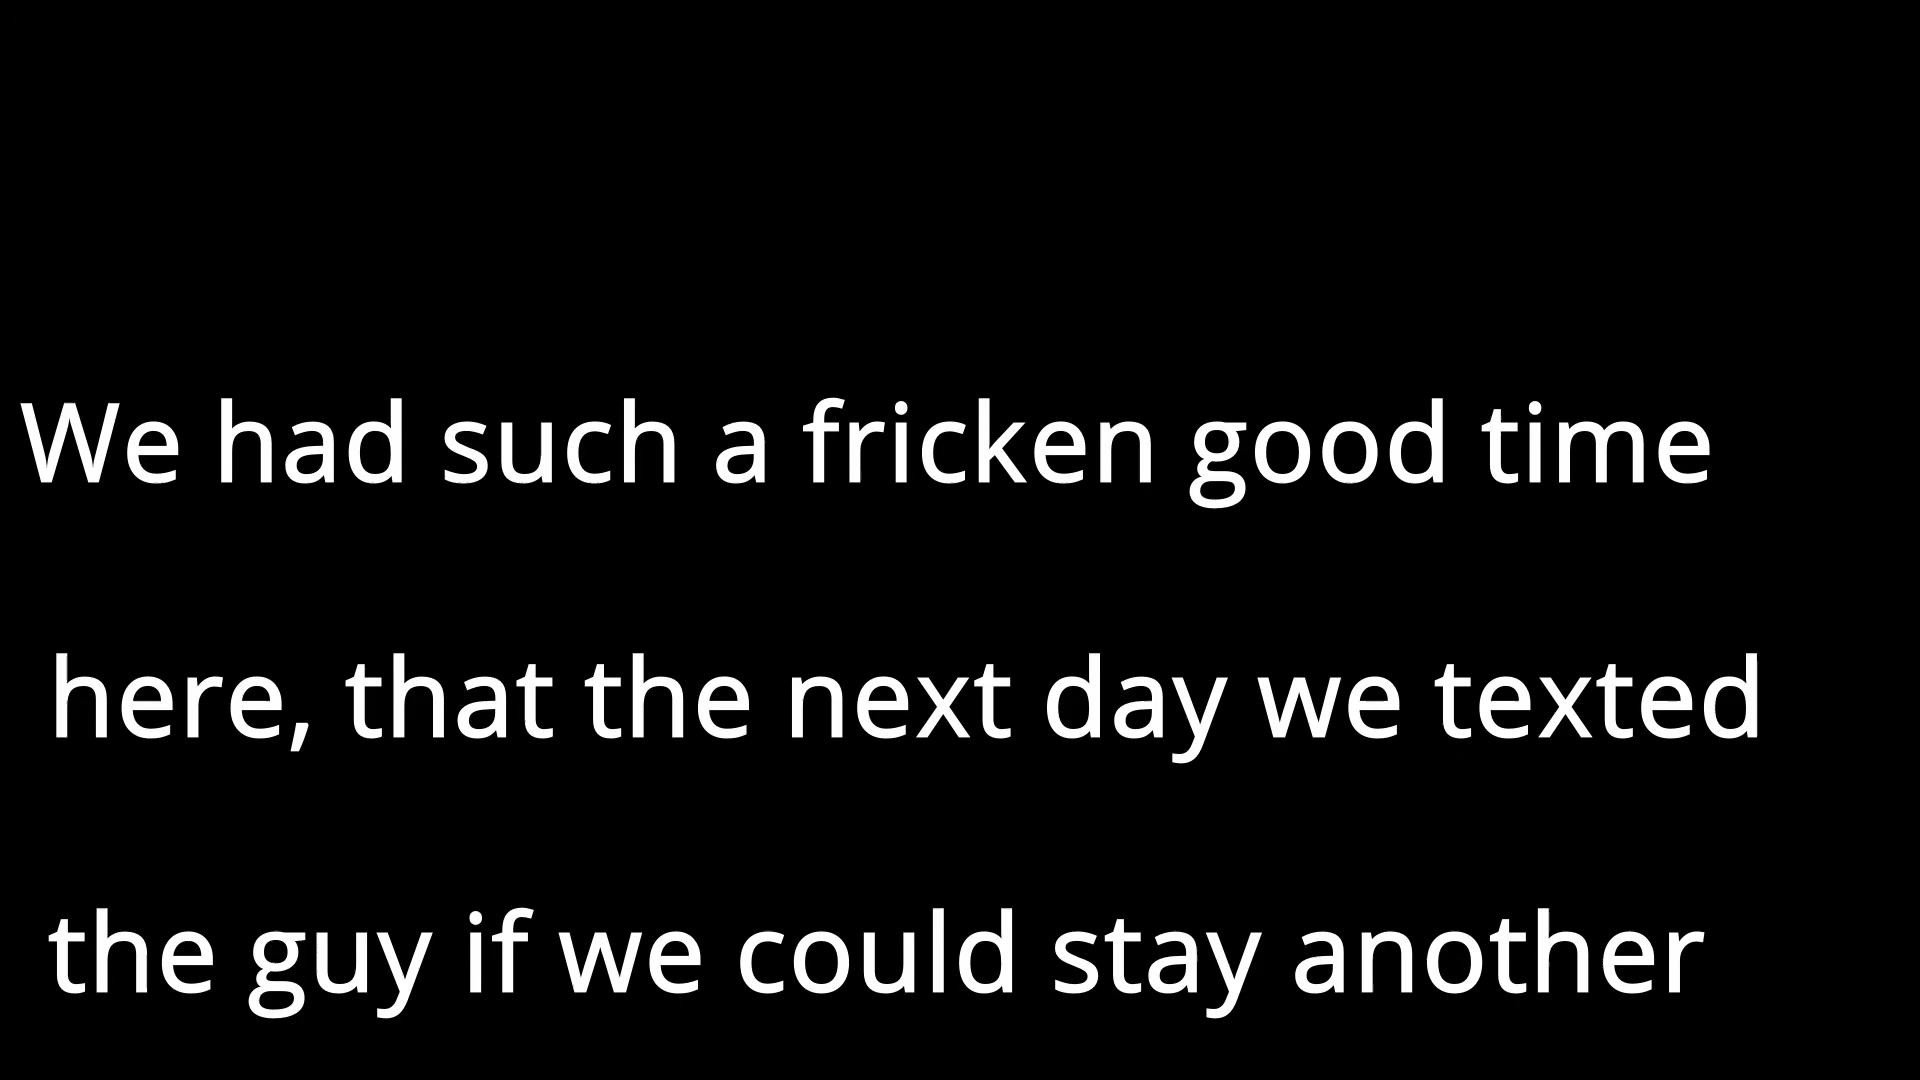 We had such a fricken good time
here, that the next day we texted
the guy if we could stay another